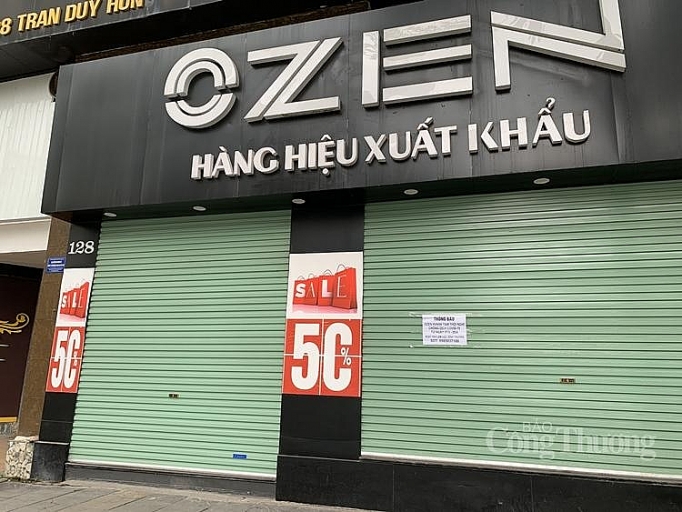 8 TRAN DUY HUN
OZEN
HÀNG HIỆU XUẤT KHẨU
128
SALE
50
SALE
50%
THÔNG BÁO
BÁO
Công Thương